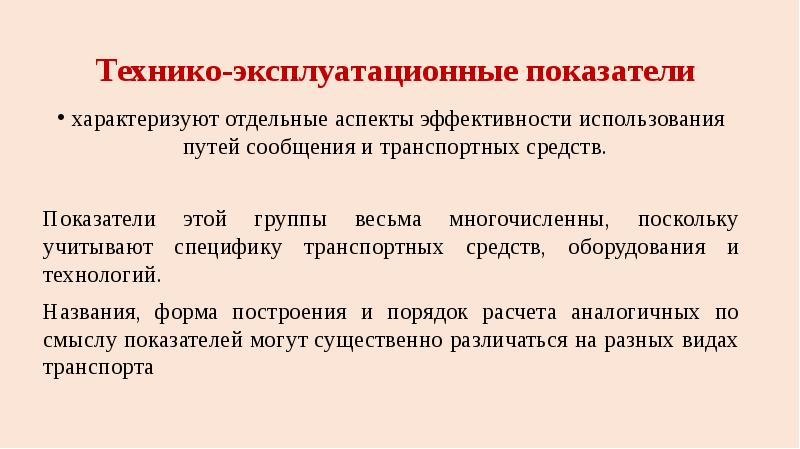 Технико-эксплуатационные показатели
• характеризуют отдельные аспекты эффективности использования
путей сообщения и транспортных средств.
Показатели этой группы весьма многочисленны, поскольку
учитывают специфику транспортных средств, оборудования и
технологий.
Названия, форма построения и порядок расчета аналогичных по
смыслу показателей могут существенно различаться на разных видах
транспорта